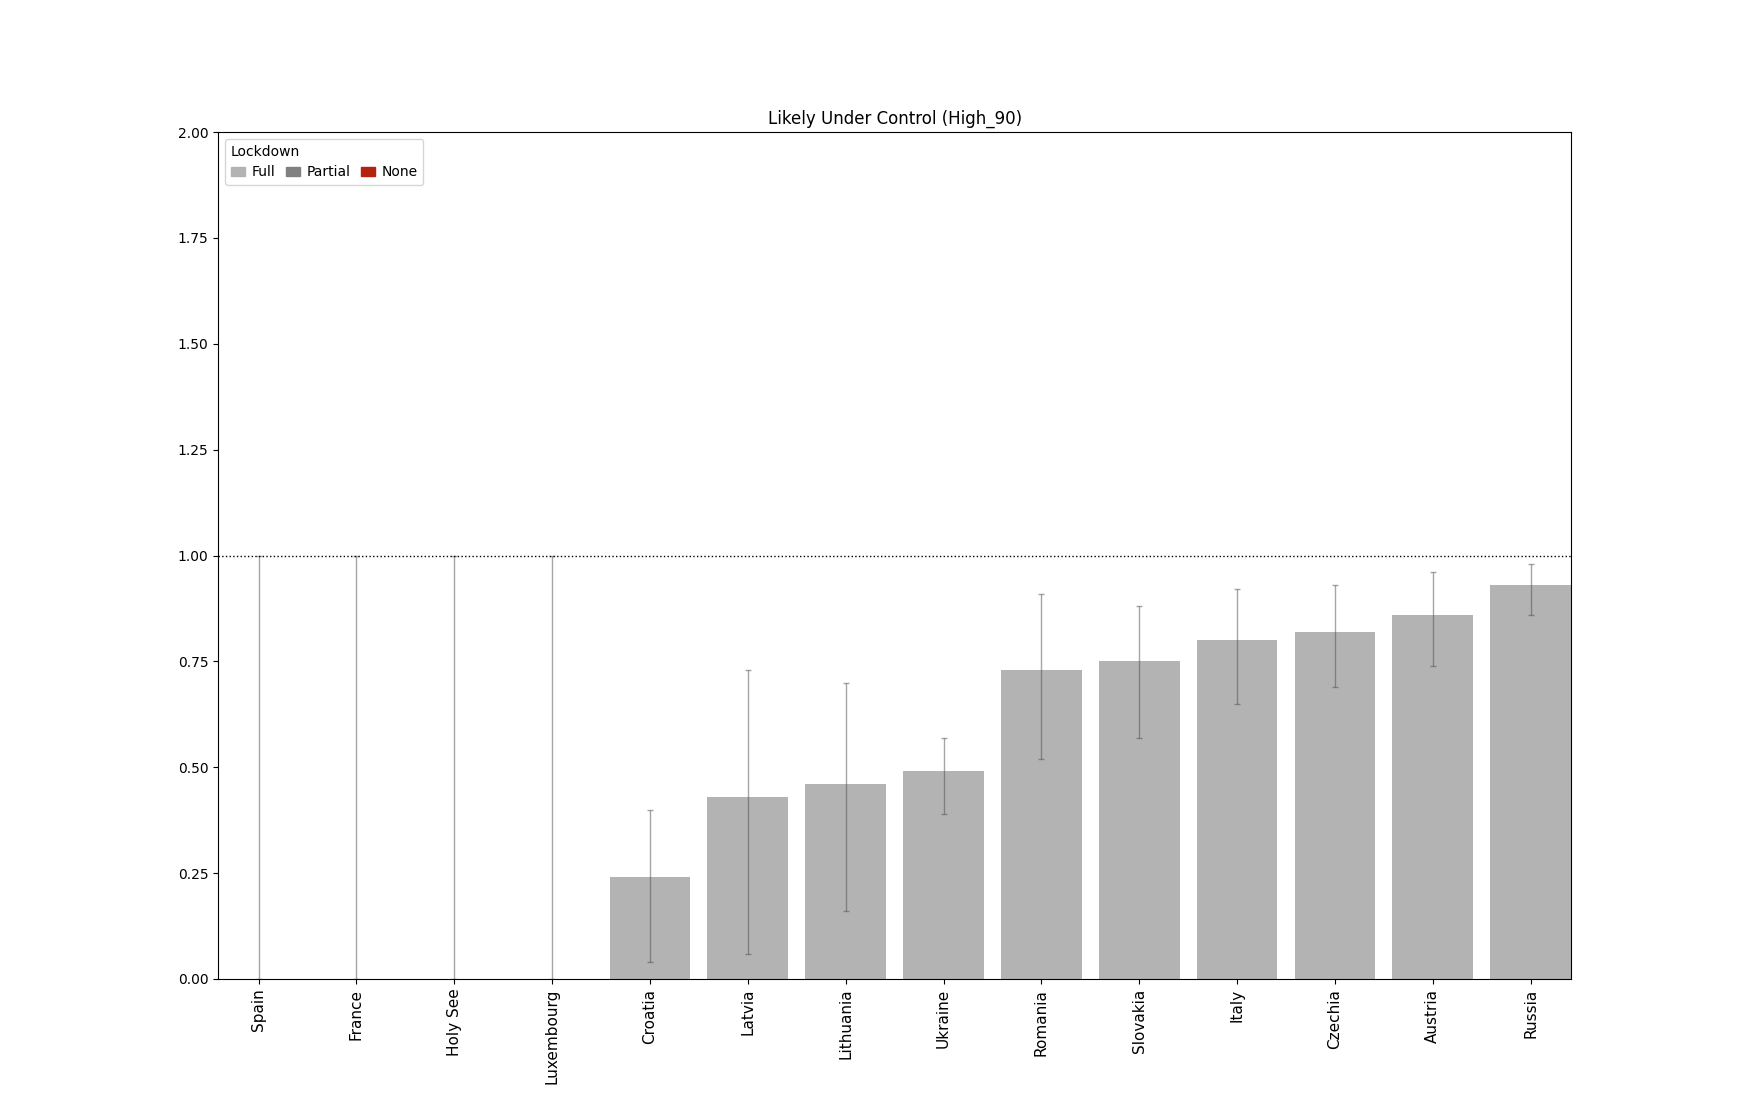 Likely Under Control (High_90)
Lockdown
Full Partial None
2.00
1.75
1.50
1.25
1.00
0.75
0.50
0.25
0.00
Spain
France
Holy See
Luxembourg
Croatia
Latvia
Lithuania
Ukraine
Romania
Slovakia
Italy
Czechia
Austria
Russia